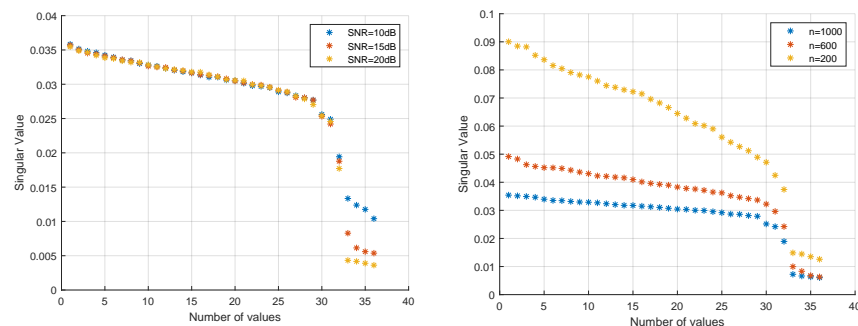 0.04
0.035
0.03
0.025
0.02
0.015
0.01
0.005
0
0 5 10 15 20 25 30 35 40
Number of values
Singular Value
SNR=10dB
SNR=15dB
SNR=20dB
0.1
0.09
0.08
0.07
0.06
0.05
0.04
0.03
0.02
0.01
0
0 5 10 15 20 25 30 35 40
Number of values
Singular Value
n=1000
n=600
n=200